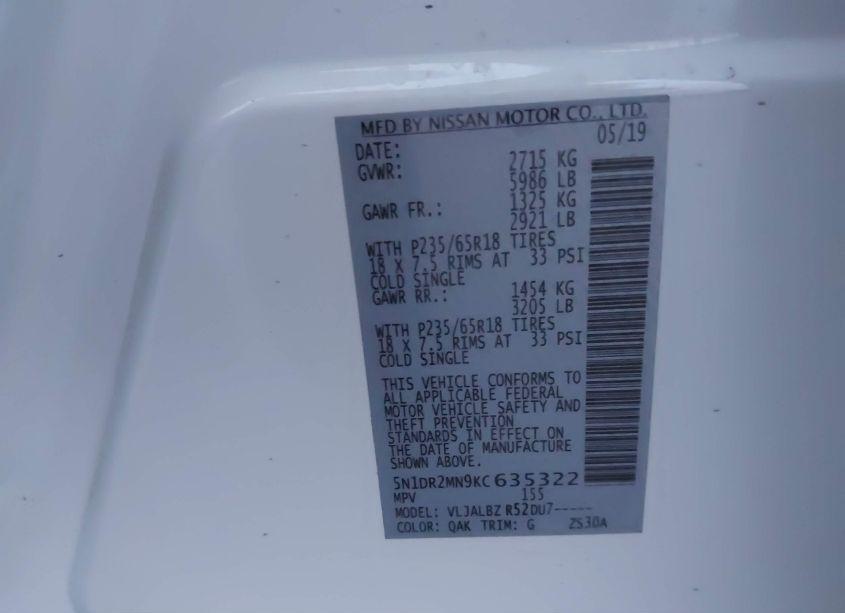 MFD BY NISSAN MOTOR CO., LTD.
DATE: 05/19
GVWR: 2715 KG
5986 LB
GAWR FR.: 1325 KG
2921 LB
WITH P235/65R18 TIRES
18 X 7.5 RIMS AT 33 PSI
COLD SINGLE
GAWR RR.: 1454 KG
3205 LB
WITH P235/65R18 TIRES
18 X 7.5 RIMS AT 33 PSI
COLD SINGLE
THIS VEHICLE CONFORMS TO
ALL APPLICABLE FEDERAL
MOTOR VEHICLE SAFETY AND
THEFT PREVENTION
STANDARDS IN EFFECT ON
THE DATE OF MANUFACTURE
SHOWN ABOVE.
5N1DR2MN9KC635322
MPV 155
MODEL: VLJALBZ R52DU7-----
COLOR: QAK TRIM: G ZS30A